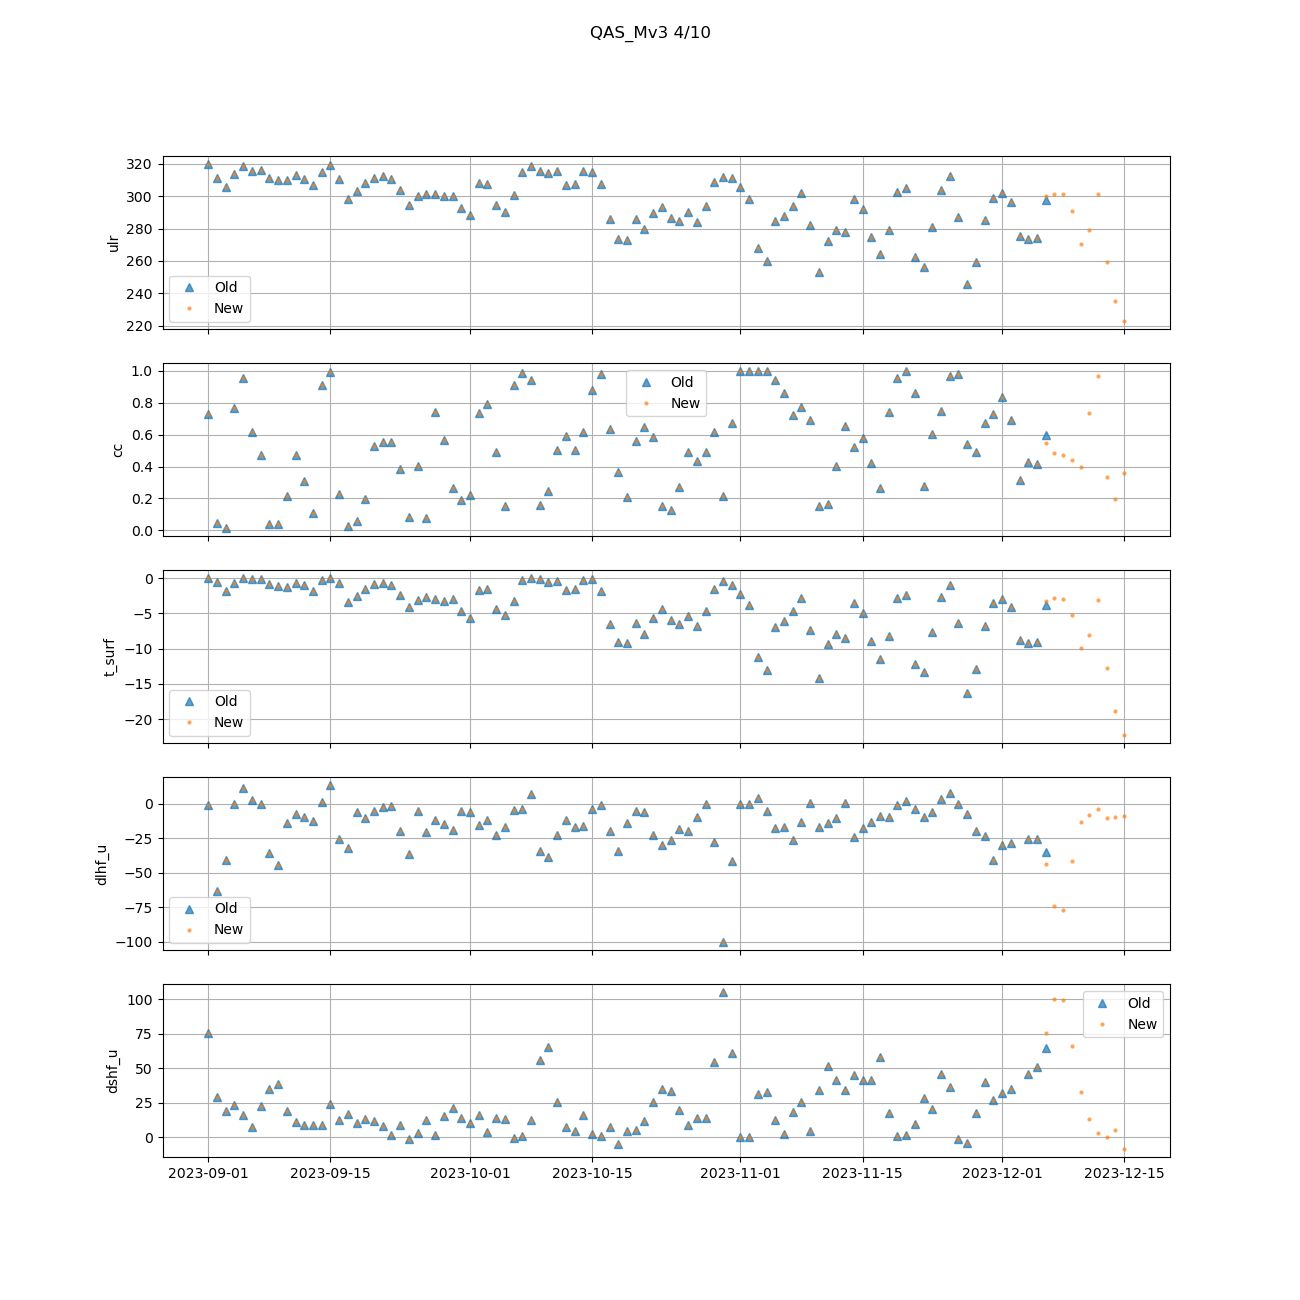 QAS_Mv3 4/10
320
300
280
260
240
220
ulr
Old
New
1.0
0.8
0.6
0.4
0.2
0.0
cc
Old
New
0
−5
−10
−15
−20
t_surf
Old
New
0
−25
−50
−75
−100
dlhf_u
Old
New
100
75
50
25
0
dshf_u
Old
New
2023-09-01 2023-09-15 2023-10-01 2023-10-15 2023-11-01 2023-11-15 2023-12-01 2023-12-15